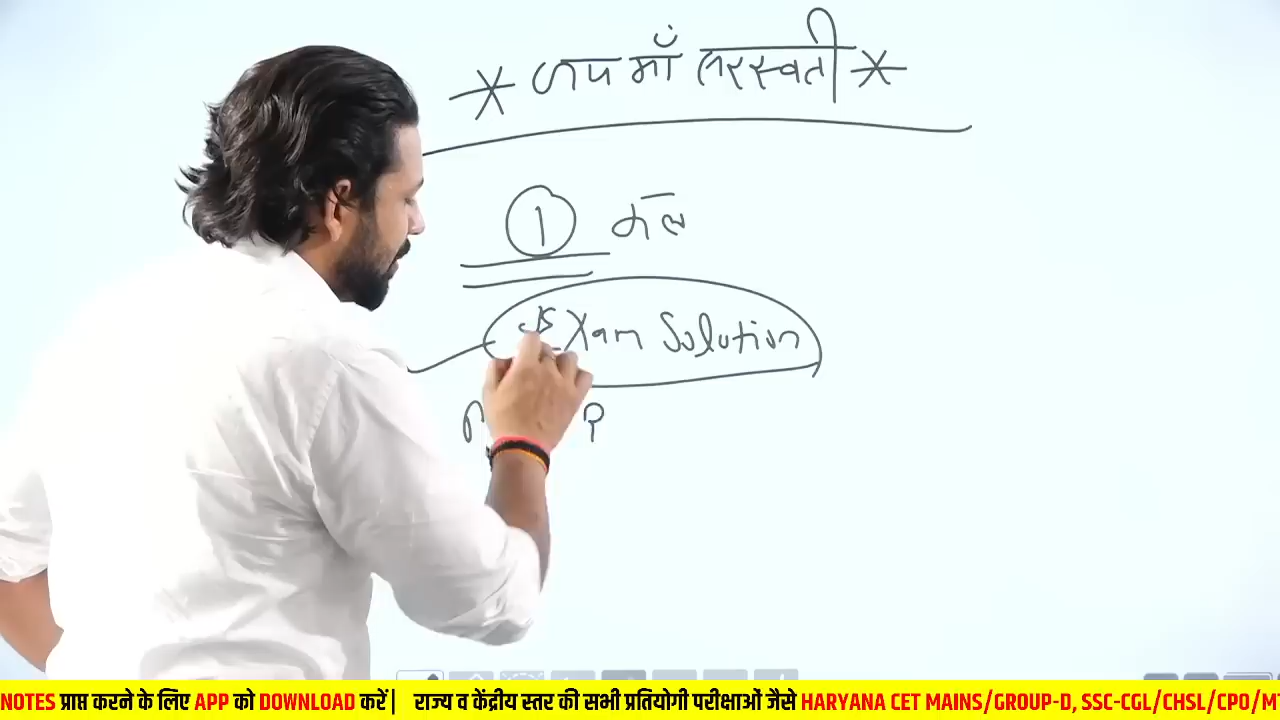 * जय माँ सरस्वती *
1
Exam Solution
P
NOTES प्राप्त करने के लिए APP को DOWNLOAD करें | राज्य व केंद्रीय स्तर की सभी प्रतियोगी परीक्षाओं जैसे HARYANA CET MAINS/GROUP-D, SSC-CGL/CHSL/CPO/M